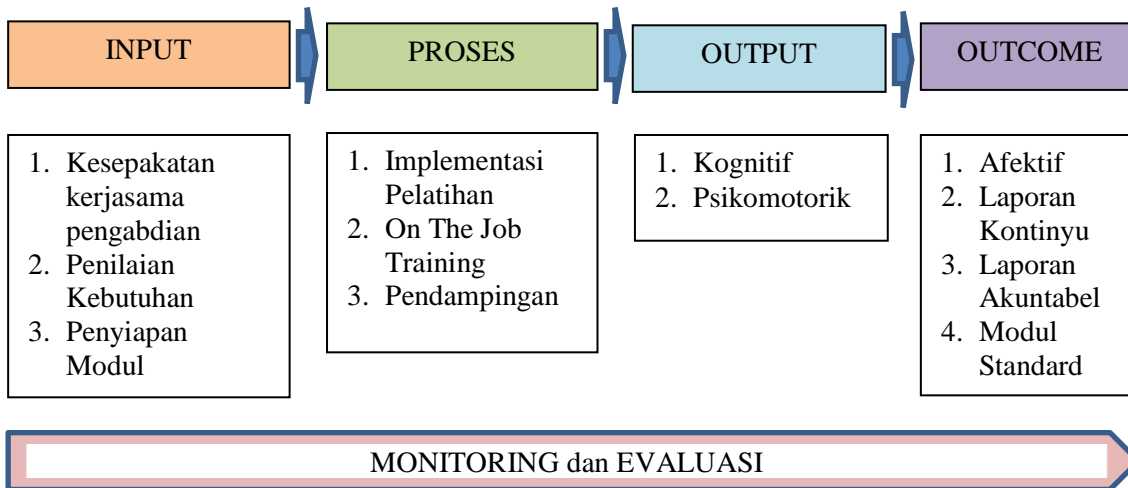 INPUT
PROSES
OUTPUT
OUTCOME
1. Kesepakatan
kerjasama
pengabdian
2. Penilaian
Kebutuhan
3. Penyiapan
Modul
1. Implementasi
Pelatihan
2. On The Job
Training
3. Pendampingan
1. Kognitif
2. Psikomotorik
1. Afektif
2. Laporan
Kontinyu
3. Laporan
Akuntabel
4. Modul
Standard
MONITORING dan EVALUASI